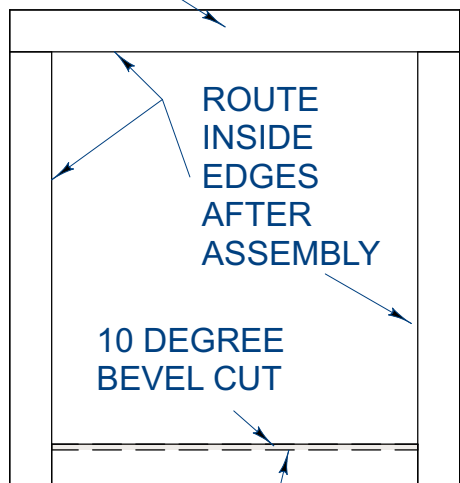 ROUTE
INSIDE
EDGES
AFTER
ASSEMBLY
10 DEGREE
BEVEL CUT